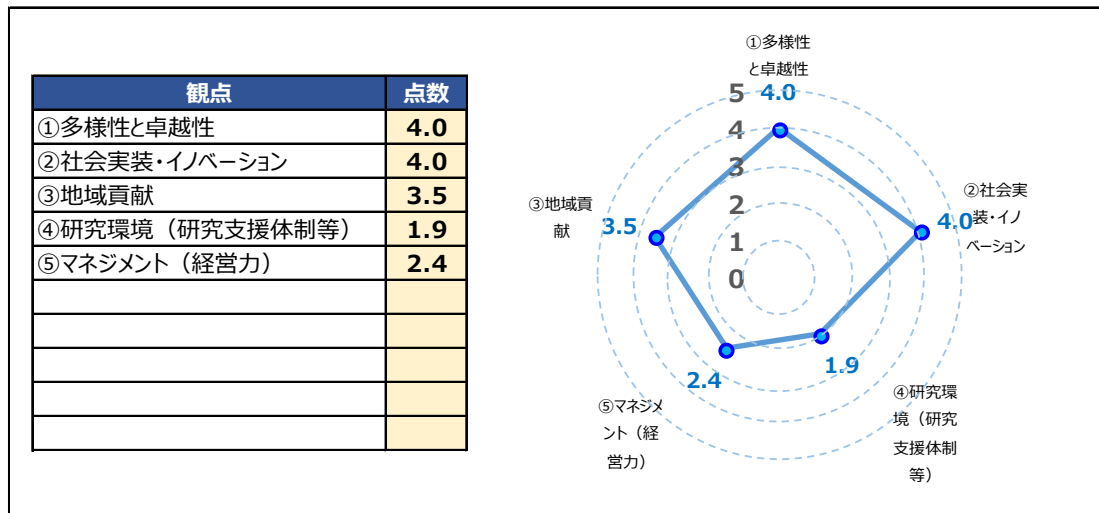 観点 点数
①多様性と卓越性 4.0
②社会実装・イノベーション 4.0
③地域貢献 3.5
④研究環境（研究支援体制等） 1.9
⑤マネジメント（経営力） 2.4
①多様性
と卓越性
4.0
5
4
3
2
1
0
②社会実
装・イノ
ベーション
4.0
③地域貢
献
3.5
1.9
④研究環
境（研究
支援体制
等）
2.4
⑤マネジメ
ント（経
営力）